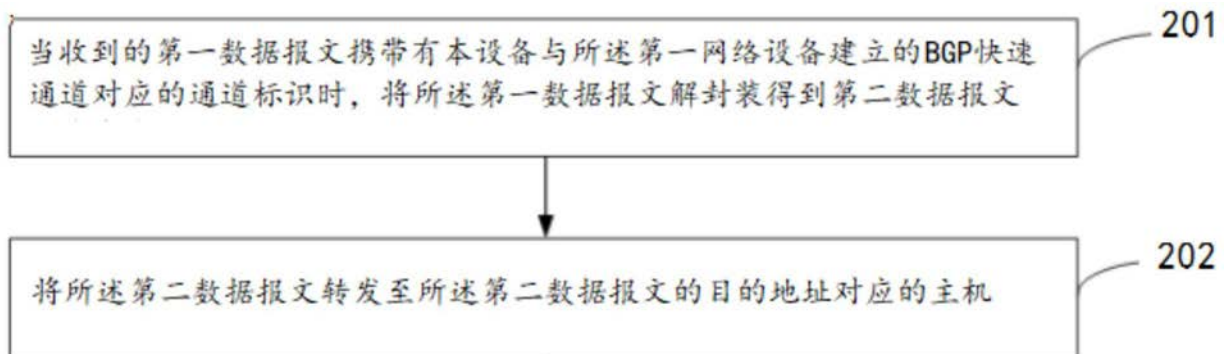 201
当收到的第一数据报文携带有本设备与所述第一网络设备建立的BGP快速
通道对应的通道标识时，将所述第一数据报文解封装得到第二数据报文
202
将所述第二数据报文转发至所述第二数据报文的目的地址对应的主机